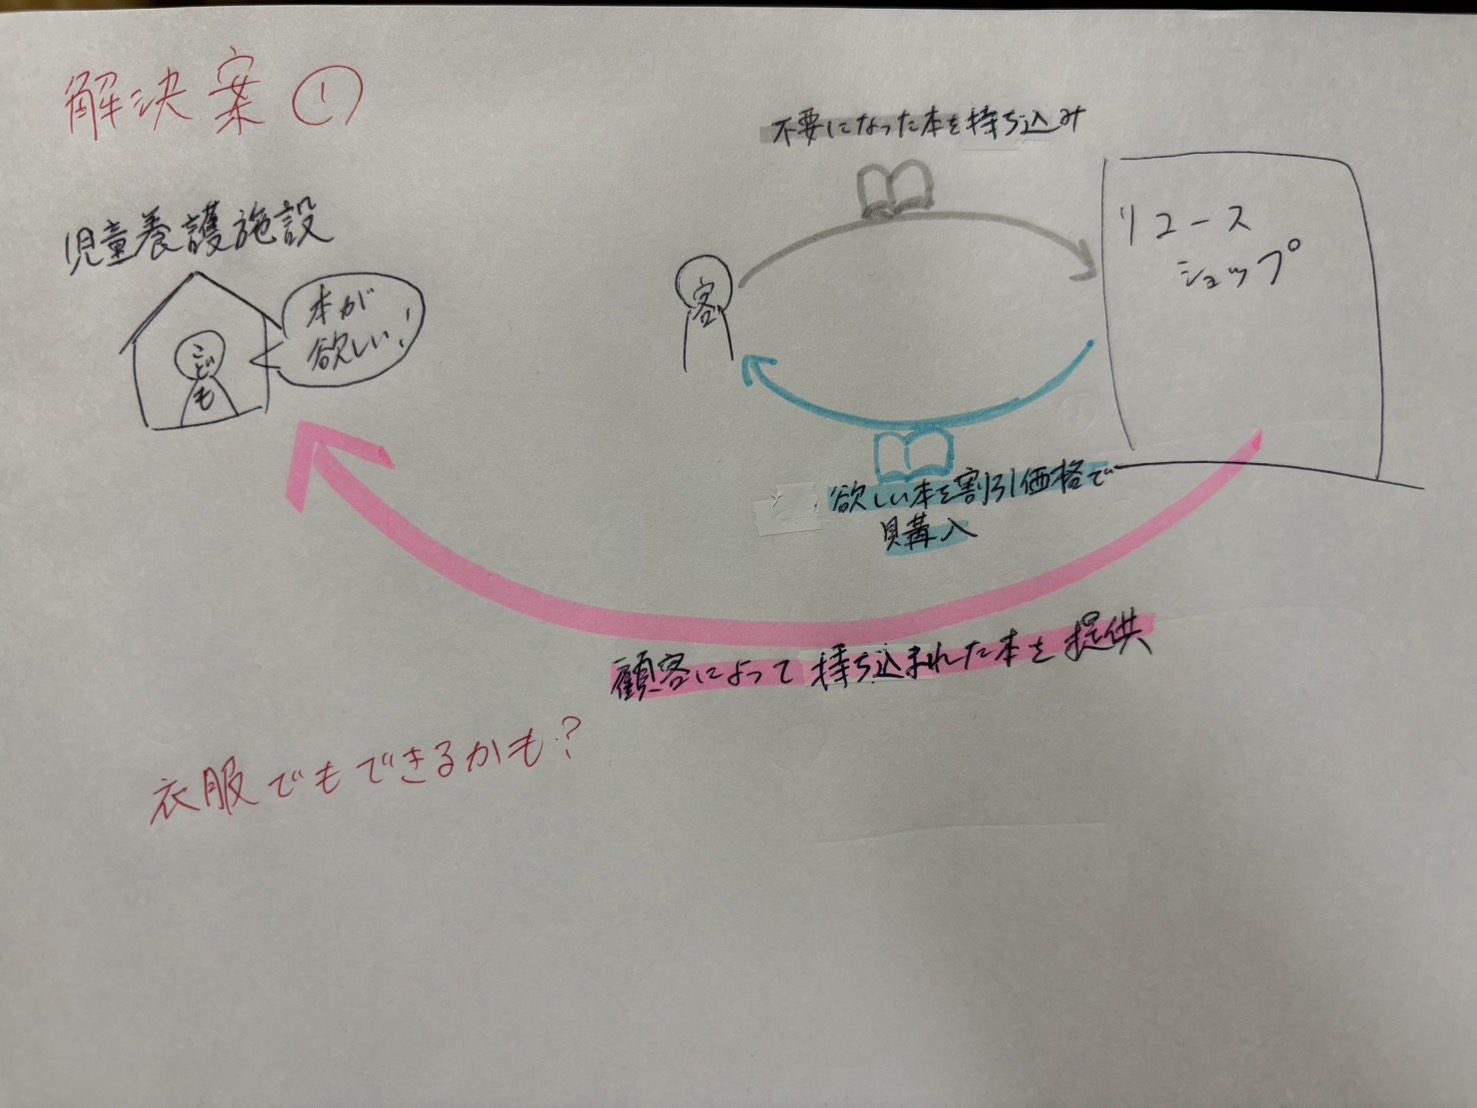 解決案①
不要になった本を持ち込み
児童養護施設
リユース
ショップ
本が
欲しい!
こども
客
欲しい本を割引価格で
購入
顧客によって持ち込まれた本を提供
衣服でもできるかも?